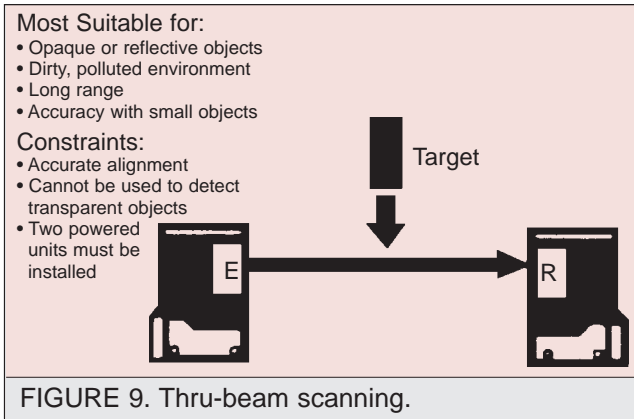 Most Suitable for:
• Opaque or reflective objects
• Dirty, polluted environment
• Long range
• Accuracy with small objects
Constraints:
• Accurate alignment
• Cannot be used to detect
transparent objects
• Two powered
units must be
installed
Target
E
R
FIGURE 9. Thru-beam scanning.